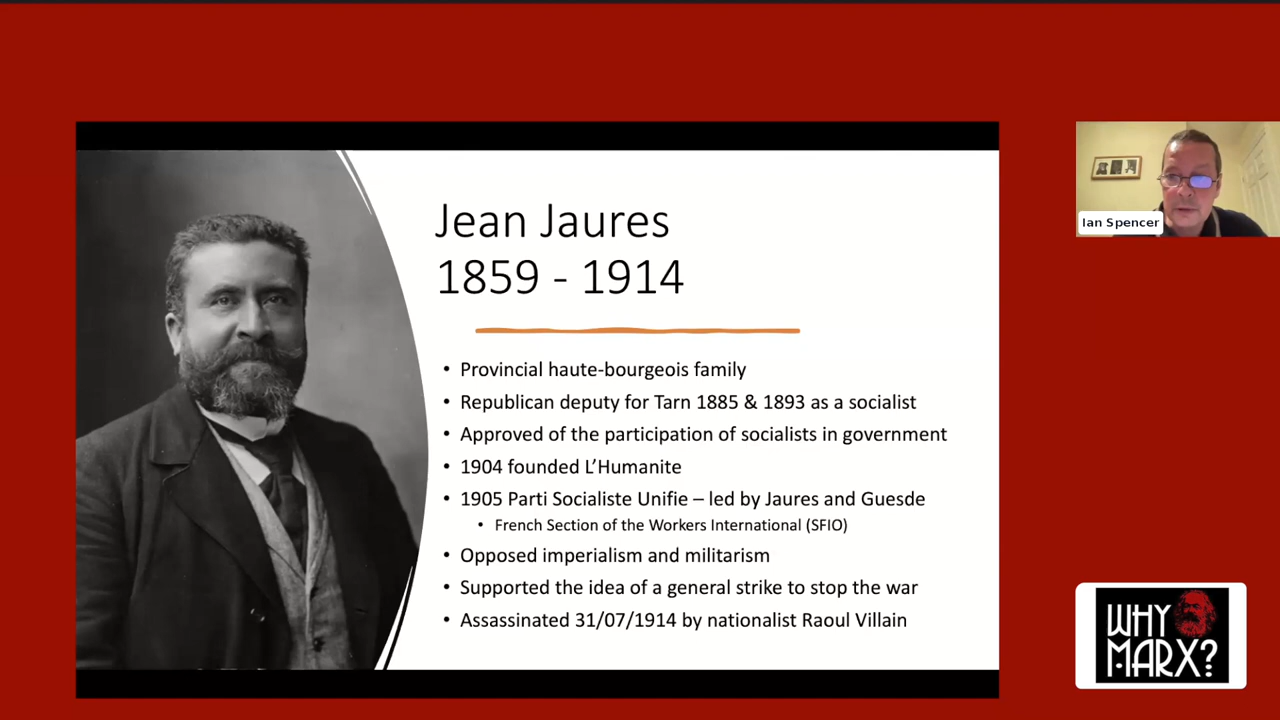 Jean Jaures
1859 - 1914
• Provincial haute-bourgeois family
• Republican deputy for Tarn 1885 & 1893 as a socialist
• Approved of the participation of socialists in government
• 1904 founded L’Humanite
• 1905 Parti Socialiste Unifie – led by Jaures and Guesde
• French Section of the Workers International (SFIO)
• Opposed imperialism and militarism
• Supported the idea of a general strike to stop the war
• Assassinated 31/07/1914 by nationalist Raoul Villain
Ian Spencer
WHY
MARX?